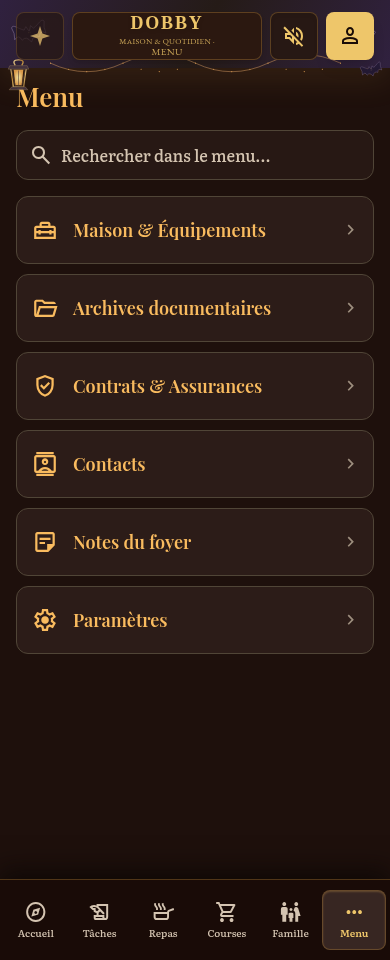 DOBBY
MAISON & QUOTIDIEN ·
MENU
Menu
Rechercher dans le menu...
Maison & Équipements
Archives documentaires
Contrats & Assurances
Contacts
Notes du foyer
Paramètres
Accueil
Tâches
Repas
Courses
Famille
Menu